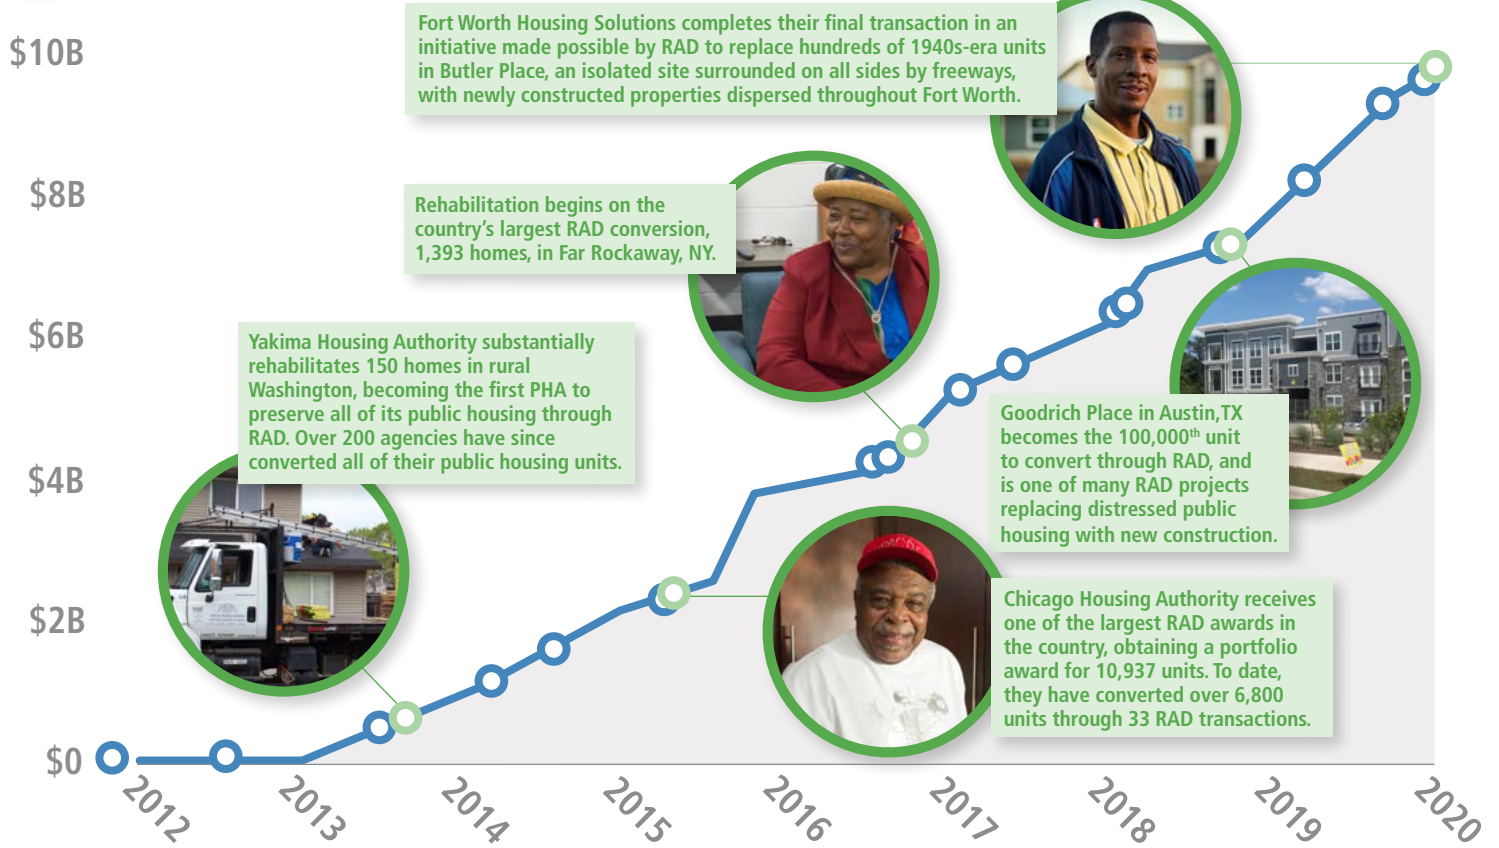 Fort Worth Housing Solutions completes their final transaction in an
initiative made possible by RAD to replace hundreds of 1940s-era units
in Butler Place, an isolated site surrounded on all sides by freeways,
with newly constructed properties dispersed throughout Fort Worth.
$10B
$8B
Rehabilitation begins on the
country's largest RAD conversion,
1,393 homes, in Far Rockaway, NY.
$6B
Yakima Housing Authority substantially
rehabilitates 150 homes in rural
Washington, becoming the first PHA to
preserve all of its public housing through
RAD. Over 200 agencies have since
converted all of their public housing units.
Goodrich Place in Austin,TX
becomes the 100,000th unit
to convert through RAD, and
is one of many RAD projects
replacing distressed public
housing with new construction.
$4B
$2B
Chicago Housing Authority receives
one of the largest RAD awards in
the country, obtaining a portfolio
award for 10,937 units. To date,
they have converted over 6,800
units through 33 RAD transactions.
$0
2012
2013
2014
2015
2016
2017
2018
2019
2020